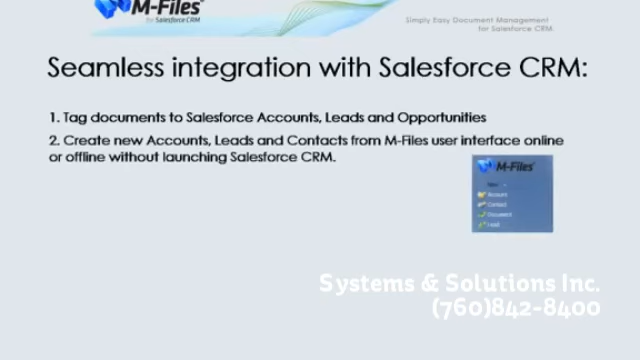 M-Files
for Salesforce CRM
Simply Easy Document Management
for Salesforce CRM
Seamless integration with Salesforce CRM:
1. Tag documents to Salesforce Accounts, Leads and Opportunities
2. Create new Accounts, Leads and Contacts from M-Files user interface online
or offline without launching Salesforce CRM.
M-Files
New
Account
Contact
Document
Lead
Systems & Solutions Inc.
(760)842-8400